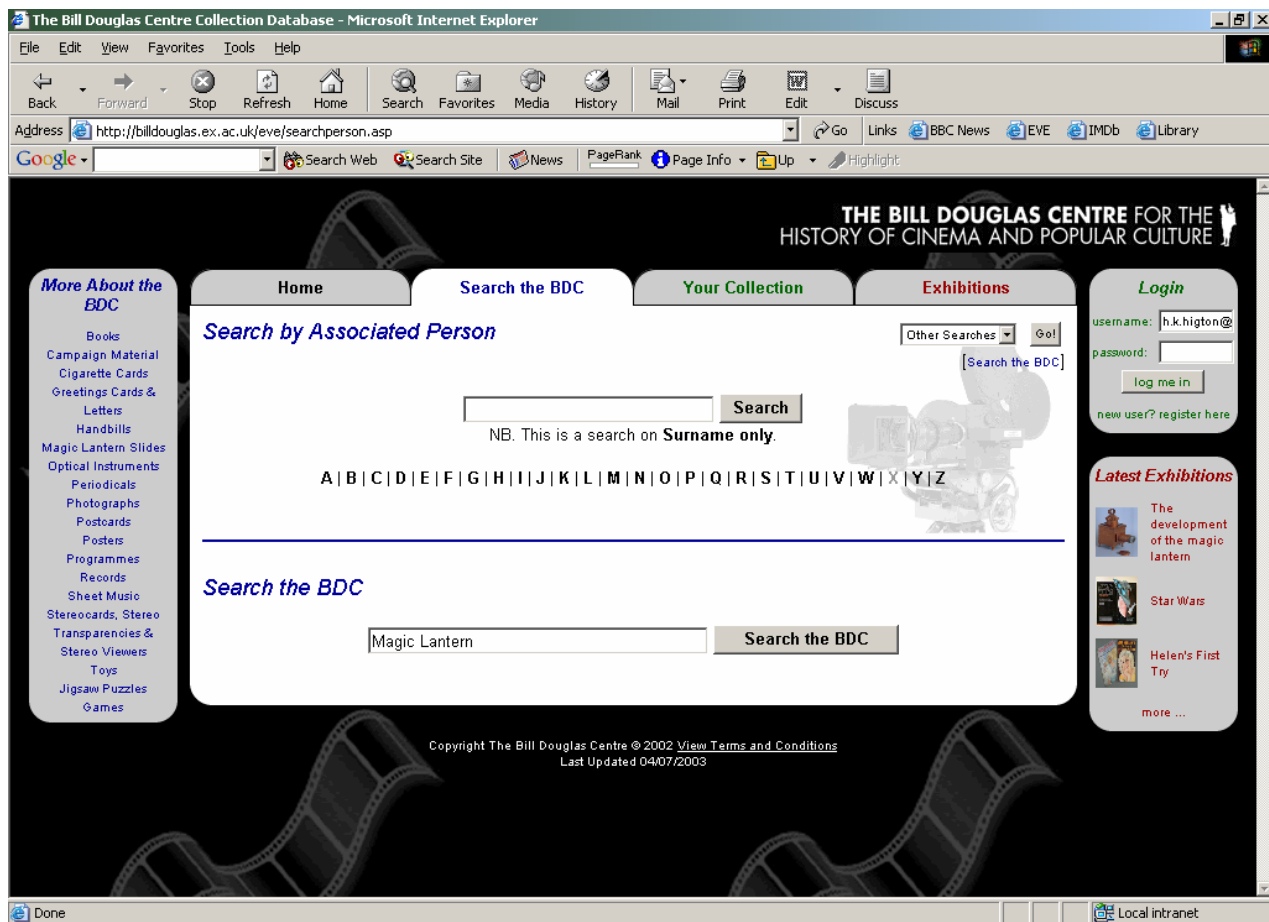 The Bill Douglas Centre Collection Database - Microsoft Internet Explorer
File Edit View Favorites Tools Help
Back Forward Stop Refresh Home Search Favorites Media History Mail Print Edit Discuss
Address http://billdouglas.ex.ac.uk/eve/searchperson.asp Go Links BBC News EVE IMDb Library
Google Search Web Search Site News PageRank Page Info Up Highlight
THE BILL DOUGLAS CENTRE FOR THE
HISTORY OF CINEMA AND POPULAR CULTURE
More About the
BDC
Books
Campaign Material
Cigarette Cards
Greetings Cards &
Letters
Handbills
Magic Lantern Slides
Optical Instruments
Periodicals
Photographs
Postcards
Posters
Programmes
Records
Sheet Music
Stereocards, Stereo
Transparencies &
Stereo Viewers
Toys
Jigsaw Puzzles
Games
Home Search the BDC Your Collection Exhibitions
Search by Associated Person
Other Searches Go!
[Search the BDC]
Search
NB. This is a search on Surname only.
A | B | C | D | E | F | G | H | I | J | K | L | M | N | O | P | Q | R | S | T | U | V | W | X | Y | Z
Search the BDC
Magic Lantern Search the BDC
Login
username: h.k.higton@
password:
log me in
new user? register here
Latest Exhibitions
The
development
of the magic
lantern
Star Wars
Helen's First
Try
more ...
Copyright The Bill Douglas Centre © 2002 View Terms and Conditions
Last Updated 04/07/2003
Done Local intranet